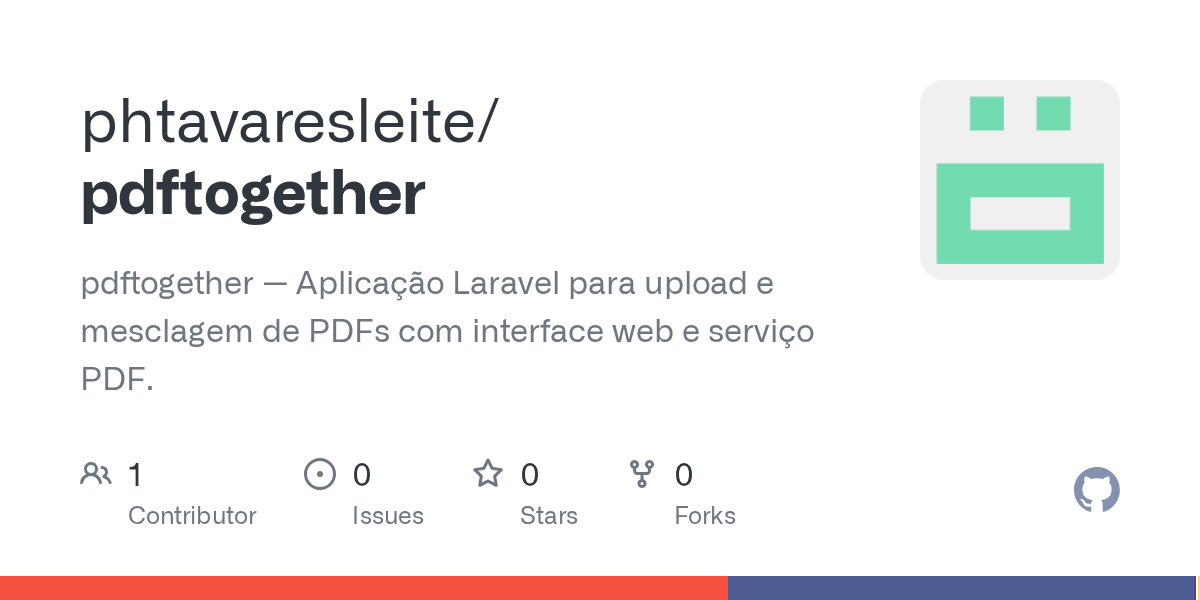 phtavaresleite/
pdftogether
pdftogether — Aplicação Laravel para upload e
mesclagem de PDFs com interface web e serviço
PDF.
1 0 0 0
Contributor Issues Stars Forks